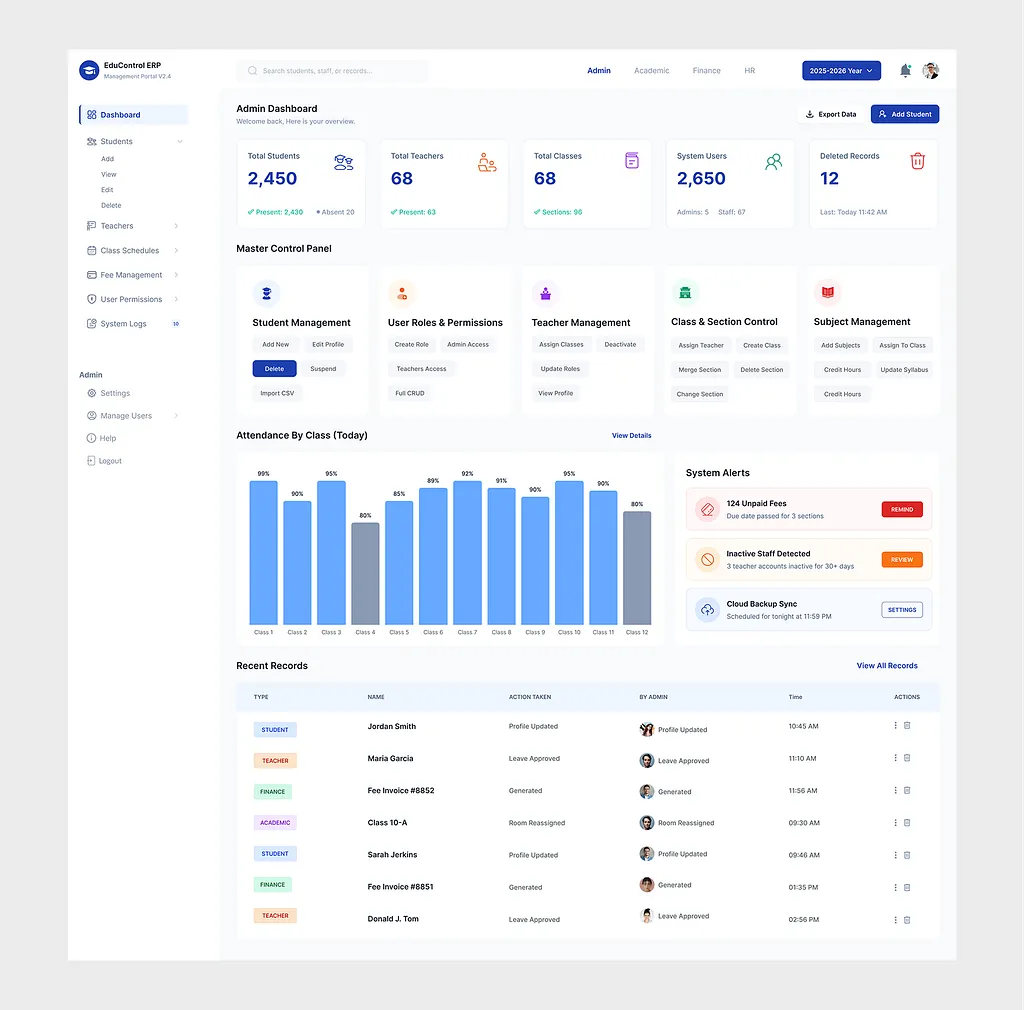 EduControl ERP
Management Portal V2.4
Search students, staff, or records...
Admin
Academic
Finance
HR
2025-2026 Year
Dashboard
Students
Add
View
Edit
Delete
Teachers
Class Schedules
Fee Management
User Permissions
System Logs
10
Admin
Settings
Manage Users
Help
Logout
Admin Dashboard
Welcome back, Here is your overview.
Export Data
Add Student
Total Students
2,450
Present: 2,430
Absent 20
Total Teachers
68
Present: 63
Total Classes
68
Sections: 96
System Users
2,650
Admins: 5 Staff: 67
Deleted Records
12
Last: Today 11:42 AM
Master Control Panel
Student Management
Add New
Edit Profile
Delete
Suspend
Import CSV
User Roles & Permissions
Create Role
Admin Access
Teachers Access
Full CRUD
Teacher Management
Assign Classes
Deactivate
Update Roles
View Profile
Class & Section Control
Assign Teacher
Create Class
Merge Section
Delete Section
Change Section
Subject Management
Add Subjects
Assign To Class
Credit Hours
Update Syllabus
Credit Hours
Attendance By Class (Today)
View Details
99%
90%
95%
80%
85%
89%
92%
91%
90%
95%
90%
80%
Class 1
Class 2
Class 3
Class 4
Class 5
Class 6
Class 7
Class 8
Class 9
Class 10
Class 11
Class 12
System Alerts
124 Unpaid Fees
Due date passed for 3 sections
REMIND
Inactive Staff Detected
3 teacher accounts inactive for 30+ days
REVIEW
Cloud Backup Sync
Scheduled for tonight at 11:59 PM
SETTINGS
Recent Records
View All Records
TYPE NAME ACTION TAKEN BY ADMIN Time ACTIONS
STUDENT Jordan Smith Profile Updated Profile Updated 10:45 AM
TEACHER Maria Garcia Leave Approved Leave Approved 11:10 AM
FINANCE Fee Invoice #8852 Generated Generated 11:56 AM
ACADEMIC Class 10-A Room Reassigned Room Reassigned 09:30 AM
STUDENT Sarah Jerkins Profile Updated Profile Updated 09:46 AM
FINANCE Fee Invoice #8851 Generated Generated 01:35 PM
TEACHER Donald J. Tom Leave Approved Leave Approved 02:56 PM